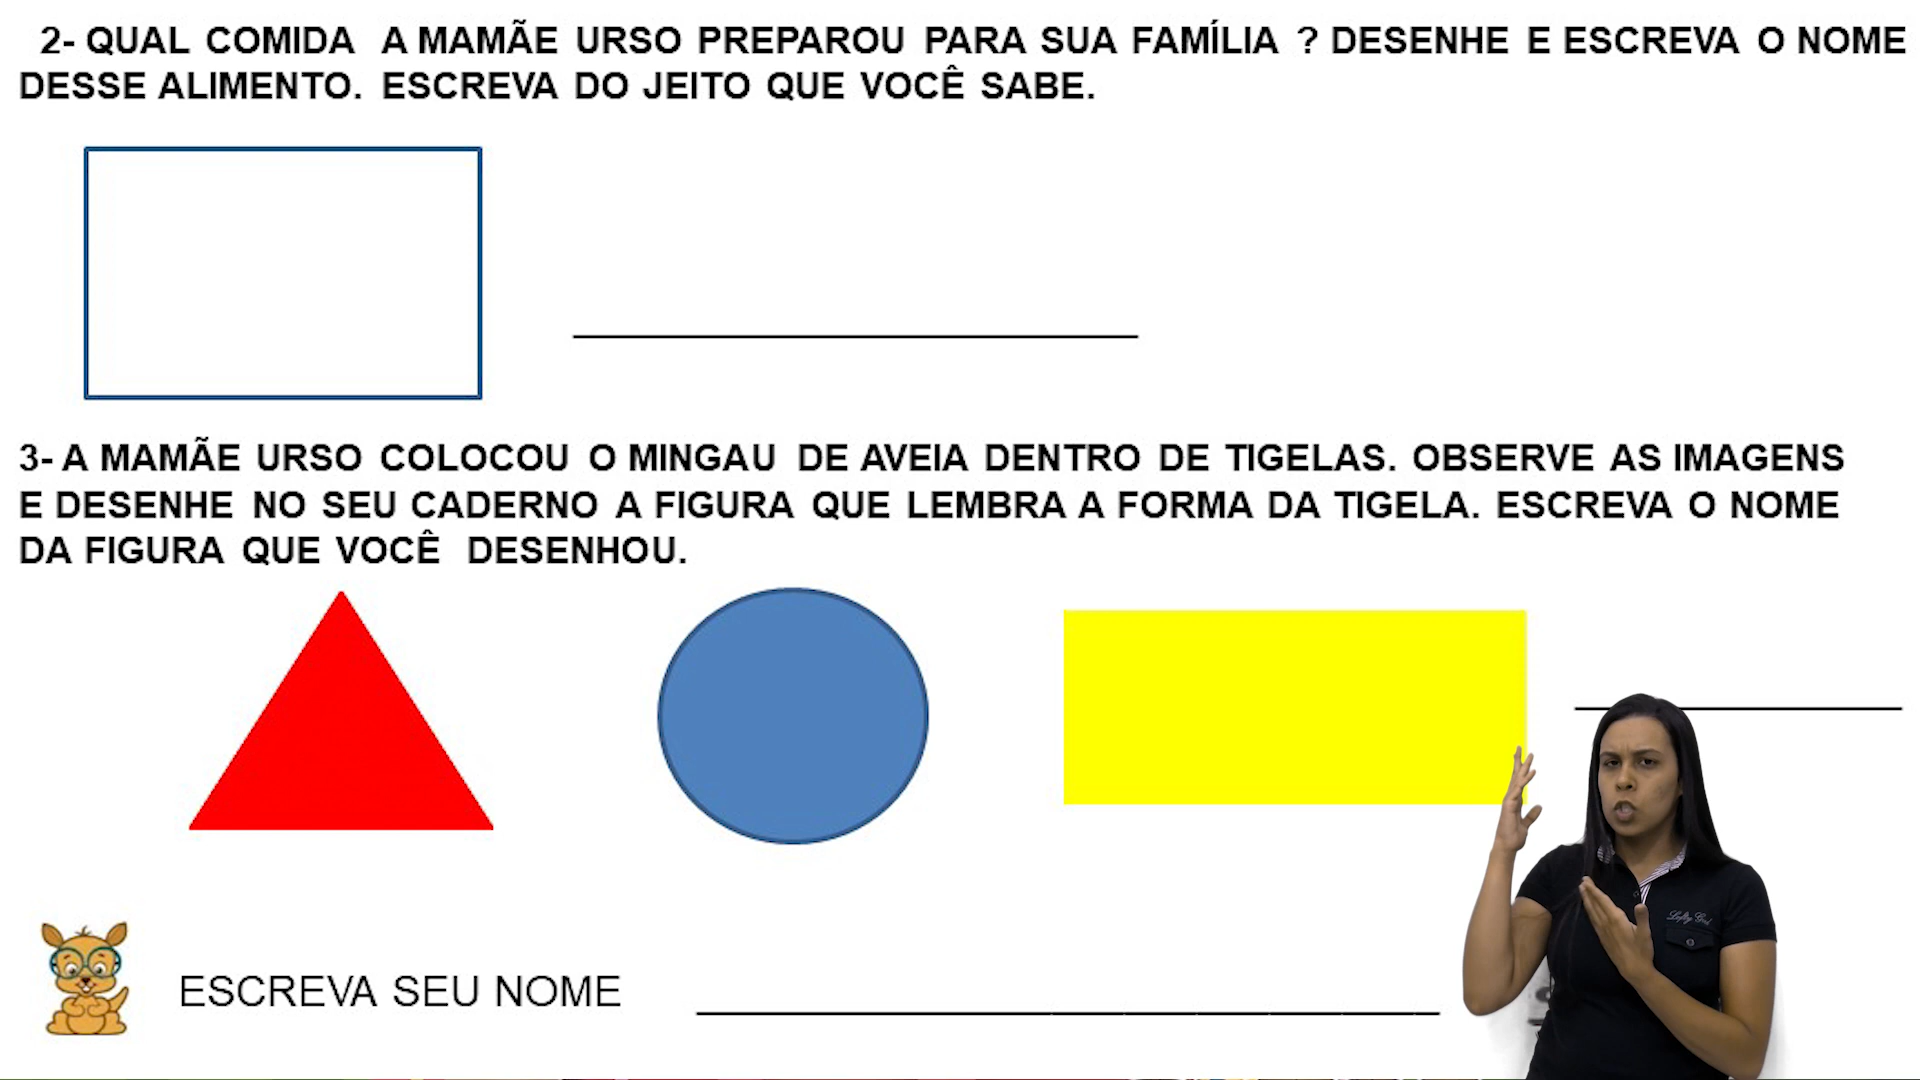 2- QUAL COMIDA A MAMÃE URSO PREPAROU PARA SUA FAMÍLIA ? DESENHE E ESCREVA O NOME
DESSE ALIMENTO. ESCREVA DO JEITO QUE VOCÊ SABE.
3- A MAMÃE URSO COLOCOU O MINGAU DE AVEIA DENTRO DE TIGELAS. OBSERVE AS IMAGENS
E DESENHE NO SEU CADERNO A FIGURA QUE LEMBRA A FORMA DA TIGELA. ESCREVA O NOME
DA FIGURA QUE VOCÊ DESENHOU.
ESCREVA SEU NOME